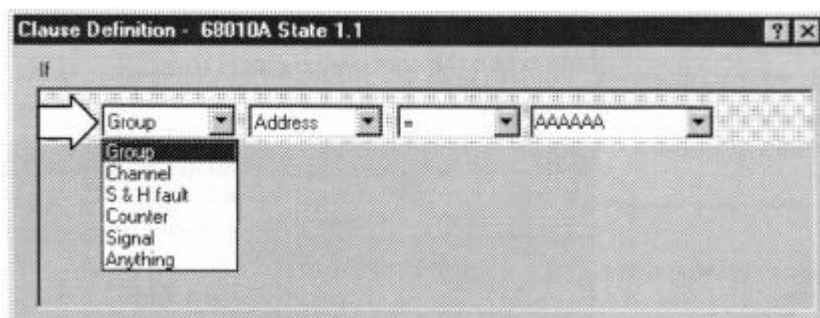 Clause Definition - 68010A State 1.1
If
Group Address = AAAAAA
Group
Channel
S & H fault
Counter
Signal
Anything